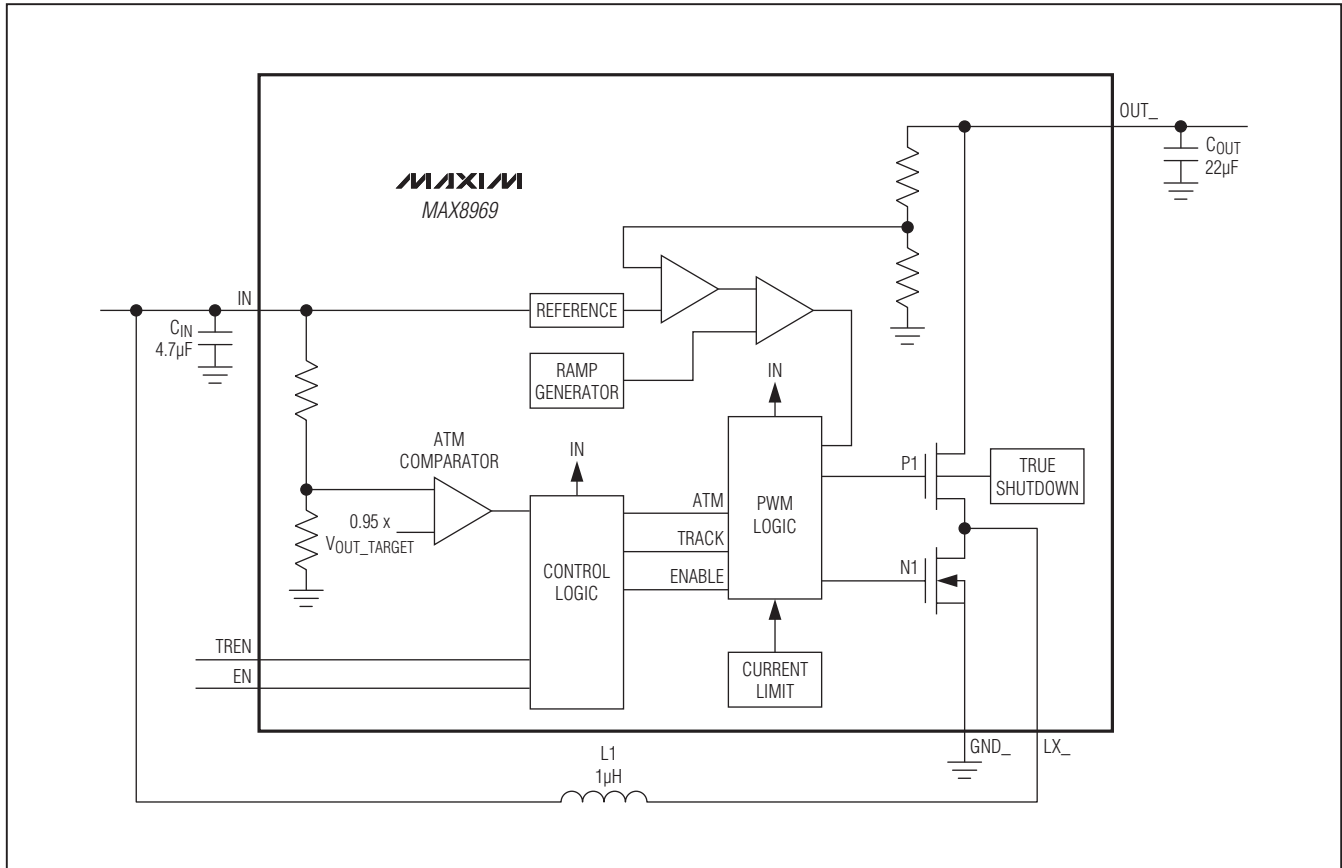 OUT_
COUT
22µF
MAXIM
MAX8969
IN
CIN
4.7µF
REFERENCE
RAMP
GENERATOR
IN
ATM
COMPARATOR
IN
0.95 x
VOUT_TARGET
CONTROL
LOGIC
ATM
TRACK
ENABLE
PWM
LOGIC
P1
TRUE
SHUTDOWN
N1
TREN
EN
CURRENT
LIMIT
GND_
LX_
L1
1µH